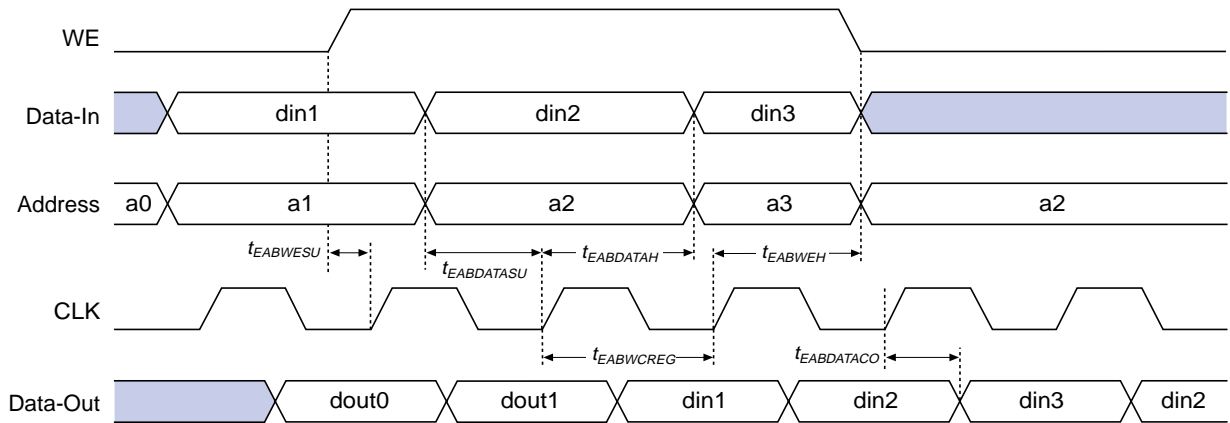 WE
Data-In din1 din2 din3
Address a0 a1 a2 a3 a2
tEABWESU tEABDATASU tEABDATAH tEABWEH
CLK
tEABWCREG tEABDATACO
Data-Out dout0 dout1 din1 din2 din3 din2